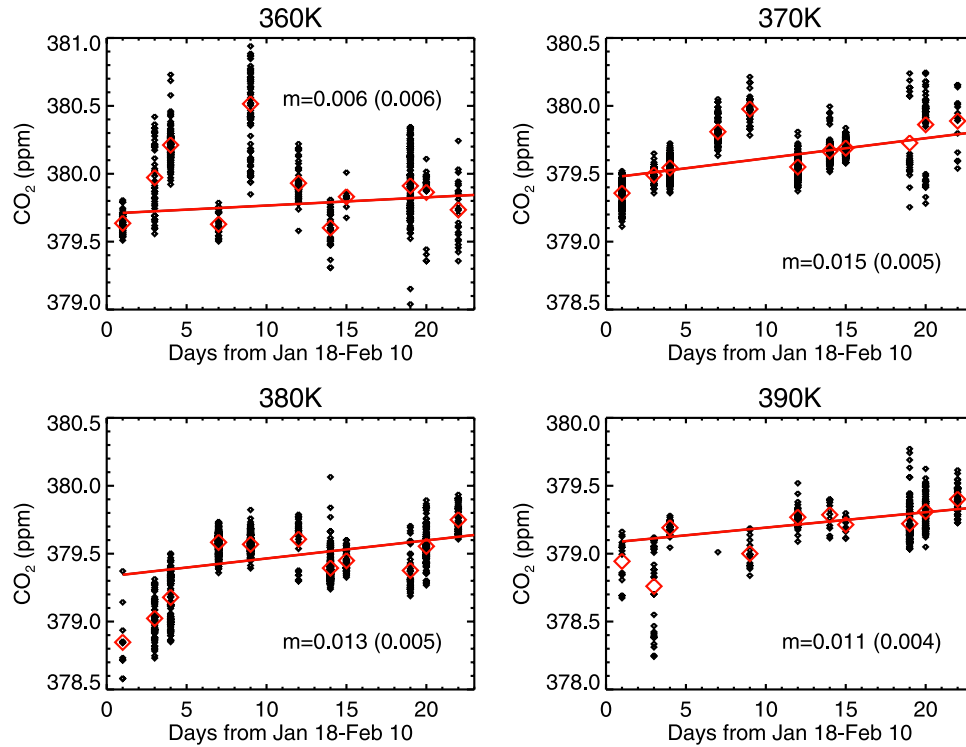 360K
381.0
380.5
380.0
379.5
379.0
CO2 (ppm)
m=0.006 (0.006)
0 5 10 15 20
Days from Jan 18-Feb 10
370K
380.5
380.0
379.5
379.0
378.5
CO2 (ppm)
m=0.015 (0.005)
0 5 10 15 20
Days from Jan 18-Feb 10
380K
380.5
380.0
379.5
379.0
378.5
CO2 (ppm)
m=0.013 (0.005)
0 5 10 15 20
Days from Jan 18-Feb 10
390K
380.0
379.5
379.0
378.5
378.0
CO2 (ppm)
m=0.011 (0.004)
0 5 10 15 20
Days from Jan 18-Feb 10